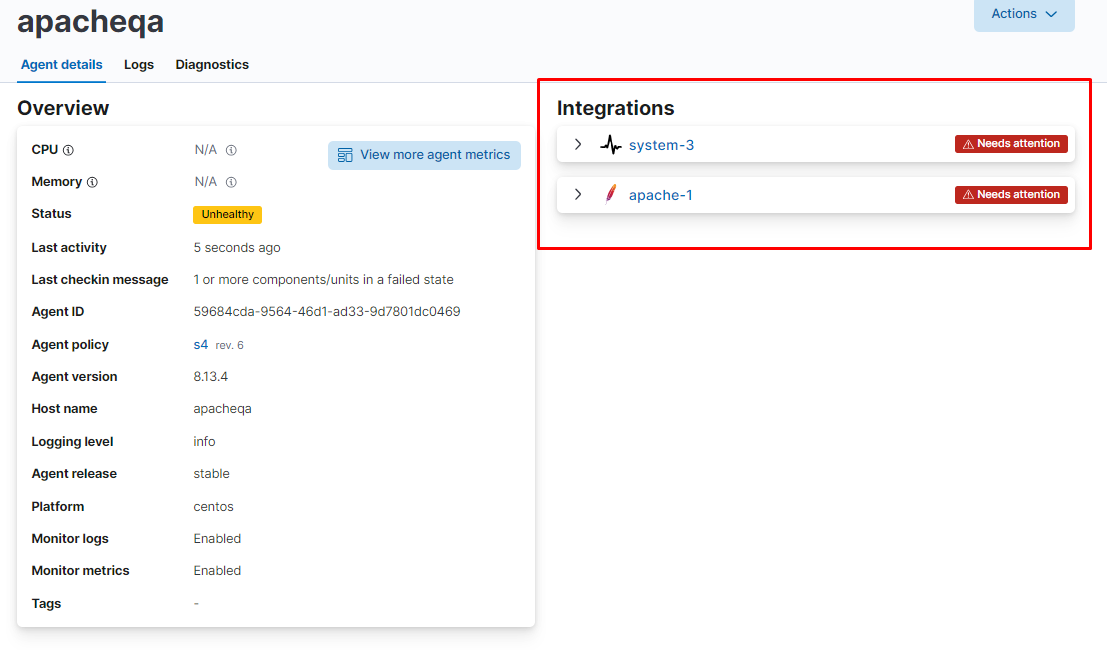 apacheqa
Actions
Agent details Logs Diagnostics
Overview
CPU N/A
View more agent metrics
Memory N/A
Status Unhealthy
Last activity 5 seconds ago
Last checkin message 1 or more components/units in a failed state
Agent ID 59684cda-9564-46d1-ad33-9d7801dc0469
Agent policy s4 rev. 6
Agent version 8.13.4
Host name apacheqa
Logging level info
Agent release stable
Platform centos
Monitor logs Enabled
Monitor metrics Enabled
Tags -
Integrations
system-3 Needs attention
apache-1 Needs attention